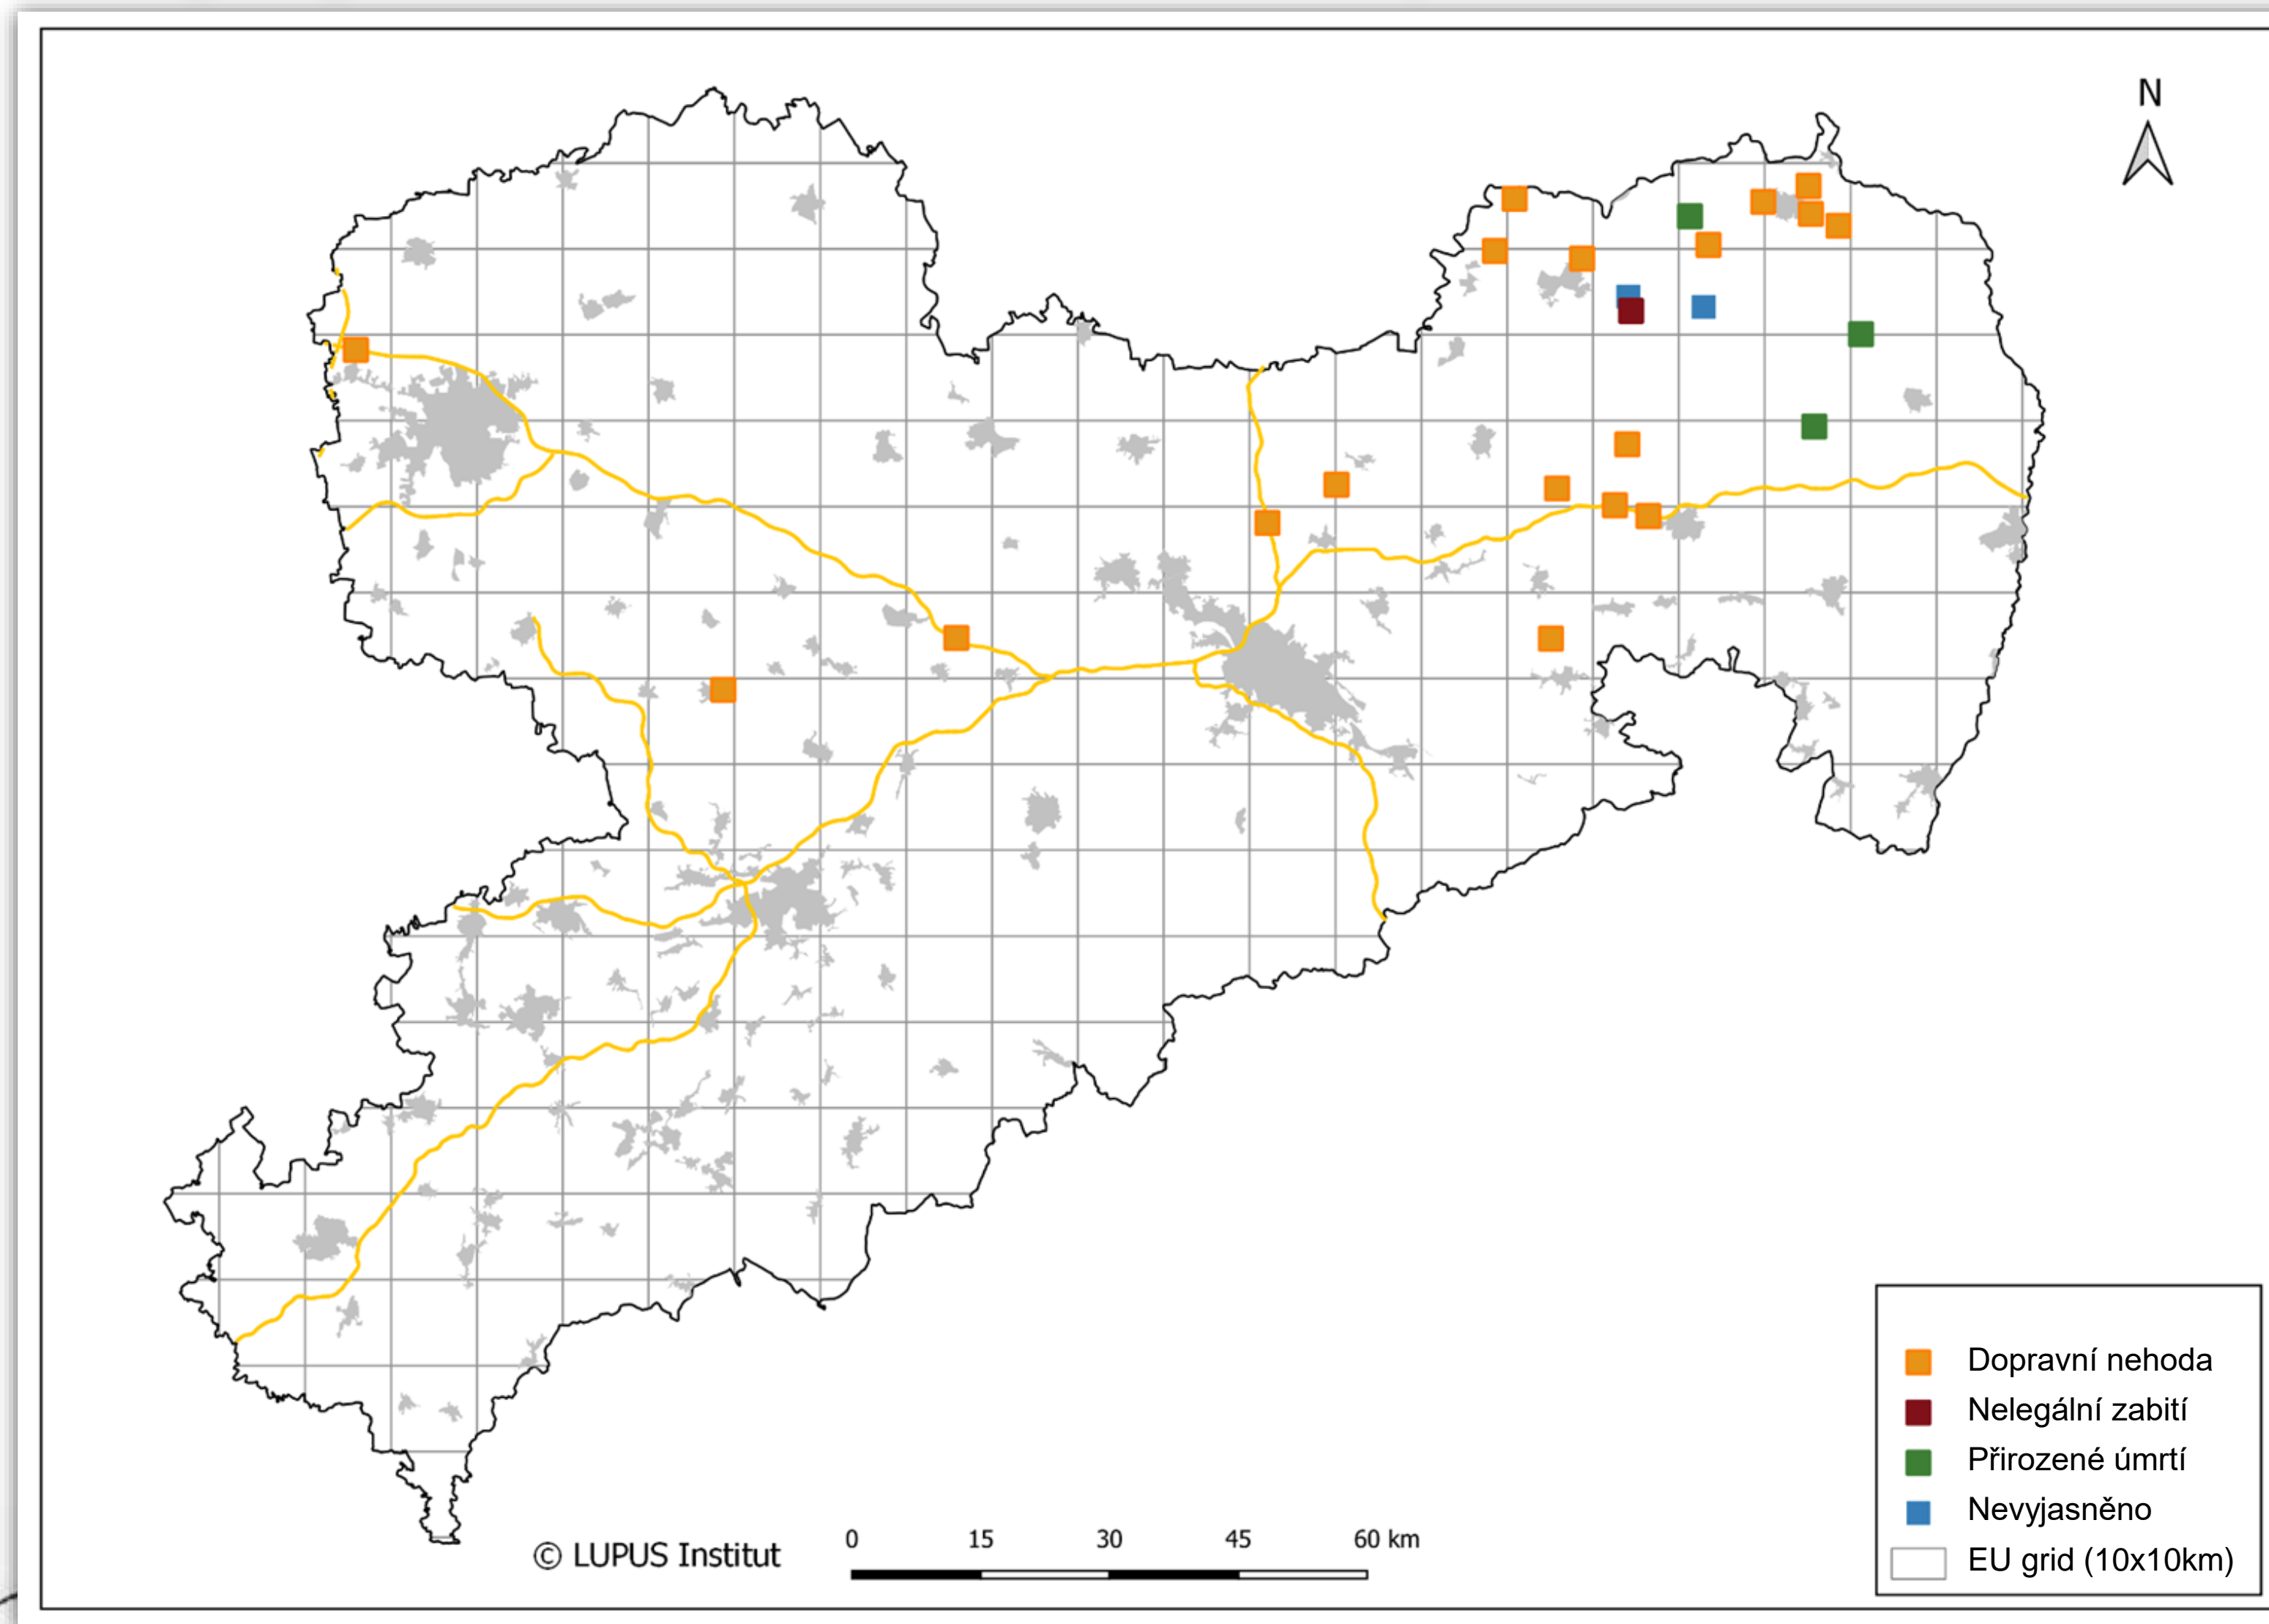 N
Dopravní nehoda
Nelegální zabití
Přirozené úmrtí
Nevyjasněno
EU grid (10x10km)
0 15 30 45 60 km
© LUPUS Institut